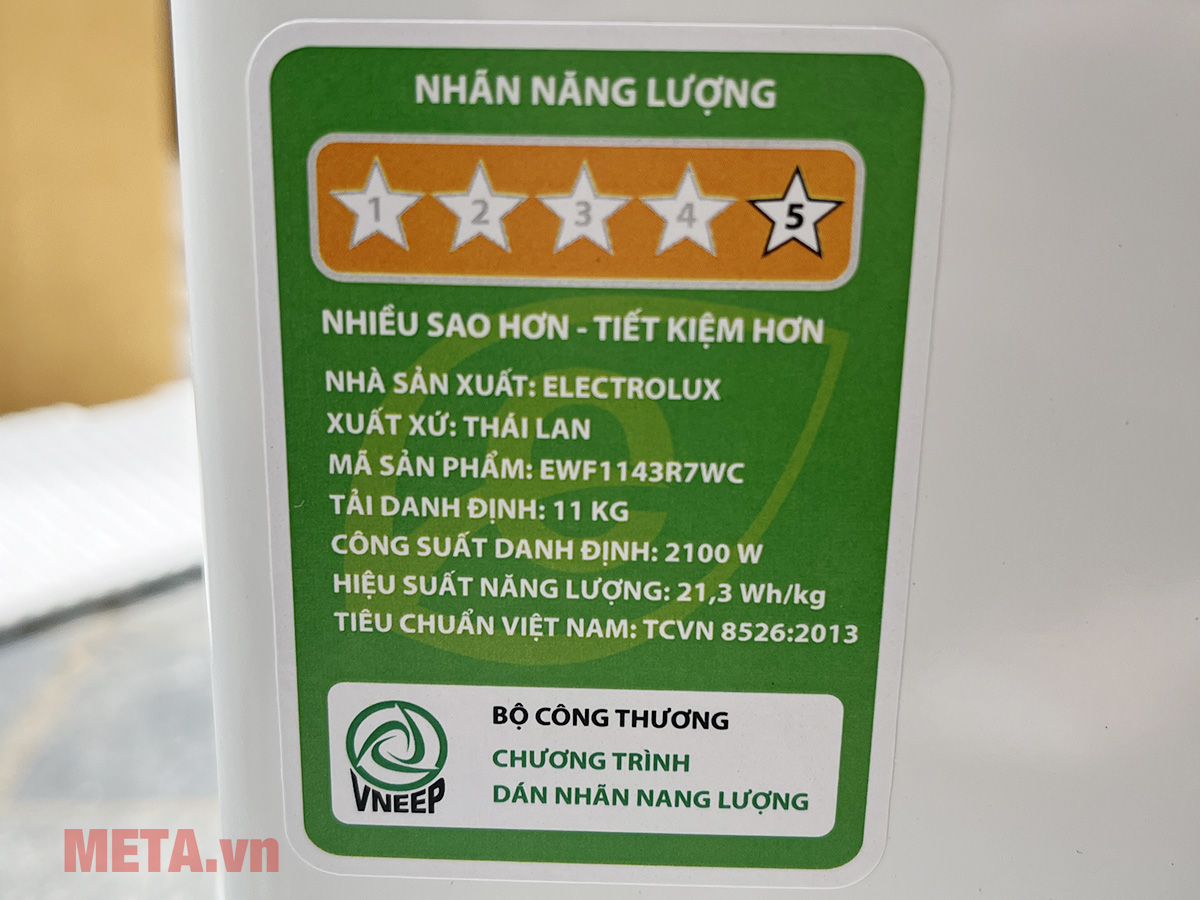 NHÃN NĂNG LƯỢNG
1 2 3 4 5
NHIỀU SAO HƠN - TIẾT KIỆM HƠN
NHÀ SẢN XUẤT: ELECTROLUX
XUẤT XỨ: THÁI LAN
MÃ SẢN PHẨM: EWF1143R7WC
TẢI DANH ĐỊNH: 11 KG
CÔNG SUẤT DANH ĐỊNH: 2100 W
HIỆU SUẤT NĂNG LƯỢNG: 21,3 Wh/kg
TIÊU CHUẨN VIỆT NAM: TCVN 8526:2013
BỘ CÔNG THƯƠNG
CHƯƠNG TRÌNH
DÁN NHÃN NANG LƯỢNG
VNEEP
META.vn